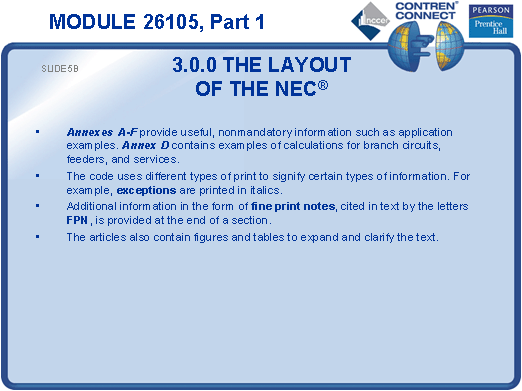 MODULE 26105, Part 1
nccer
CONTREN®
CONNECT
PEARSON
Prentice
Hall
SLIDE 5B
3.0.0 THE LAYOUT
OF THE NEC®
• Annexes A-F provide useful, nonmandatory information such as application
examples. Annex D contains examples of calculations for branch circuits,
feeders, and services.
• The code uses different types of print to signify certain types of information. For
example, exceptions are printed in italics.
• Additional information in the form of fine print notes, cited in text by the letters
FPN, is provided at the end of a section.
• The articles also contain figures and tables to expand and clarify the text.